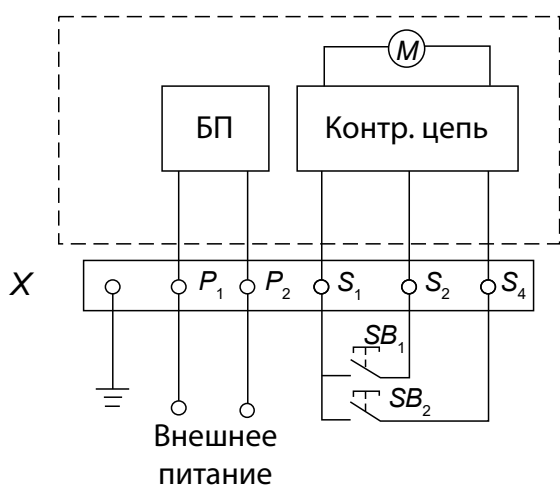 M
БП
Контр. цепь
X
P₁ P₂ S₁ S₂ S₄
SB₁
SB₂
Внешнее
питание